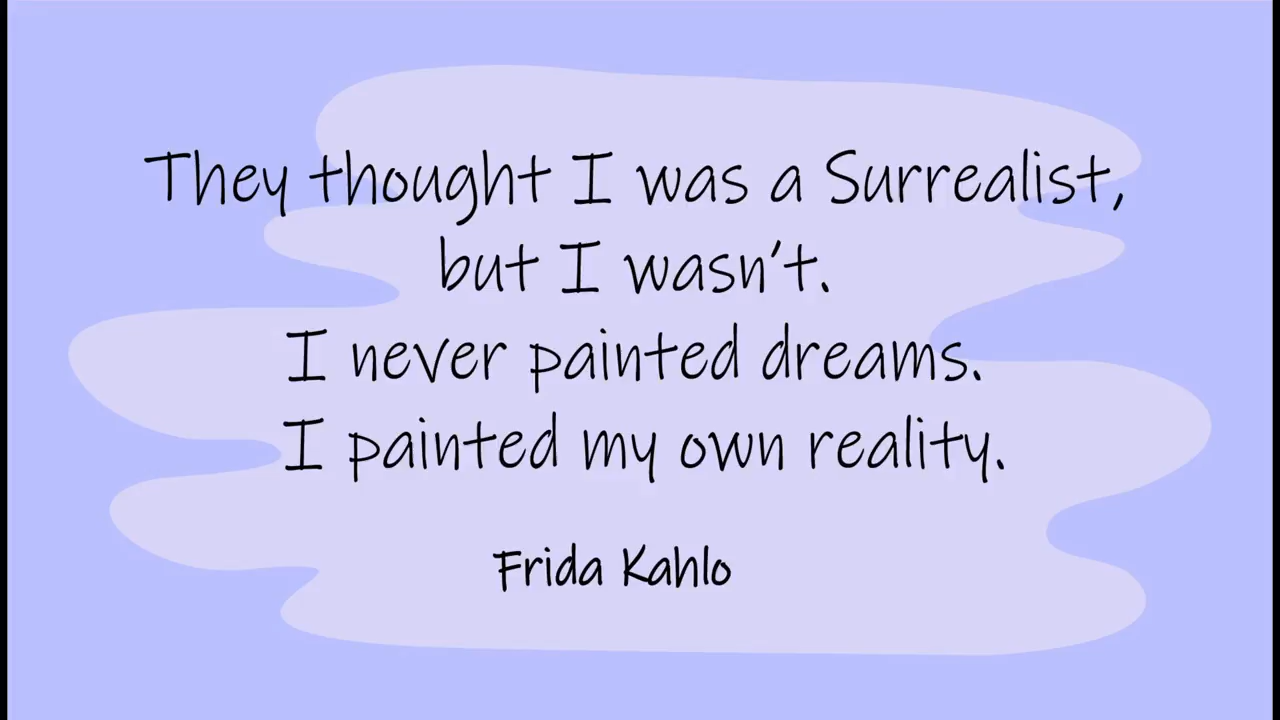 They thought I was a Surrealist,
but I wasn’t.
I never painted dreams.
I painted my own reality.
Frida Kahlo